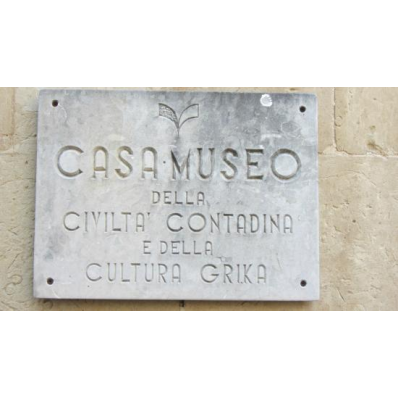 CASA·MUSEO
DELLA
CIVILTA' CONTADINA
E DELLA
CULTURA GRIKA